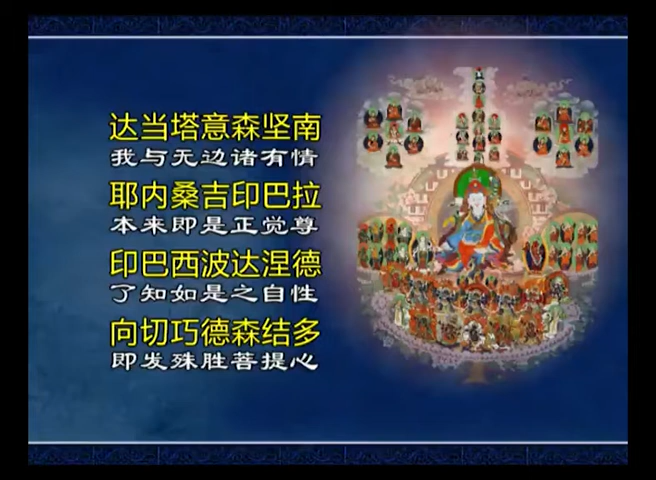 达当塔意森坚南
我与无边诸有情
耶内桑吉印巴拉
本来即是正觉尊
印巴西波达涅德
了知如是之自性
向切巧德森结多
即发殊胜菩提心